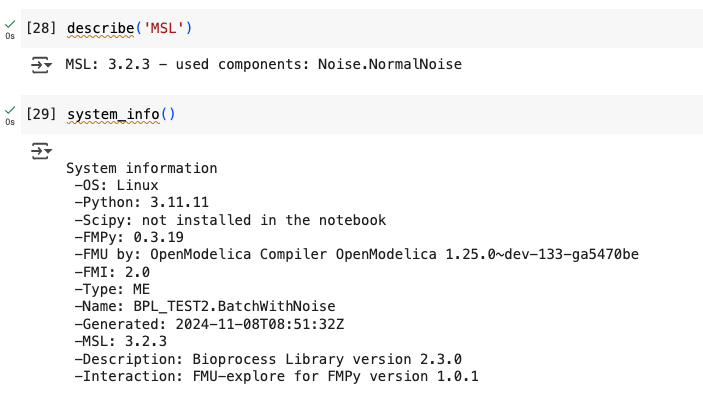 [28] describe('MSL')
0s
MSL: 3.2.3 - used components: Noise.NormalNoise
[29] system_info()
0s
System information
-OS: Linux
-Python: 3.11.11
-Scipy: not installed in the notebook
-FMPy: 0.3.19
-FMU by: OpenModelica Compiler OpenModelica 1.25.0~dev-133-ga5470be
-FMI: 2.0
-Type: ME
-Name: BPL_TEST2.BatchWithNoise
-Generated: 2024-11-08T08:51:32Z
-MSL: 3.2.3
-Description: Bioprocess Library version 2.3.0
-Interaction: FMU-explore for FMPy version 1.0.1